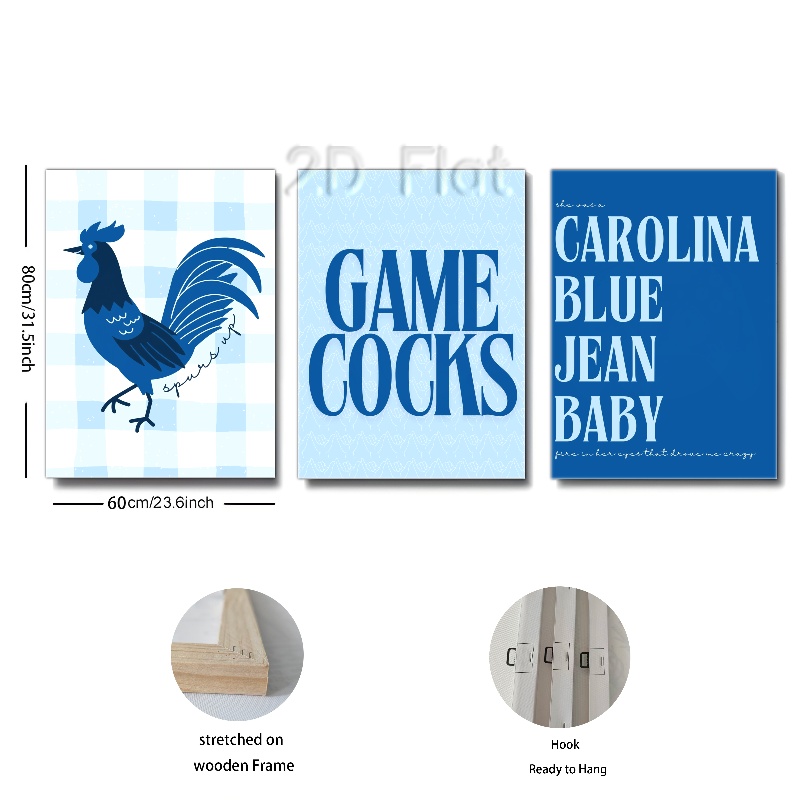 2D Flat
80cm/31.5inch
spurs up
60cm/23.6inch
GAME
COCKS
she was a
CAROLINA
BLUE
JEAN
BABY
fire in her eyes that drove me crazy
stretched on
wooden Frame
Hook
Ready to Hang